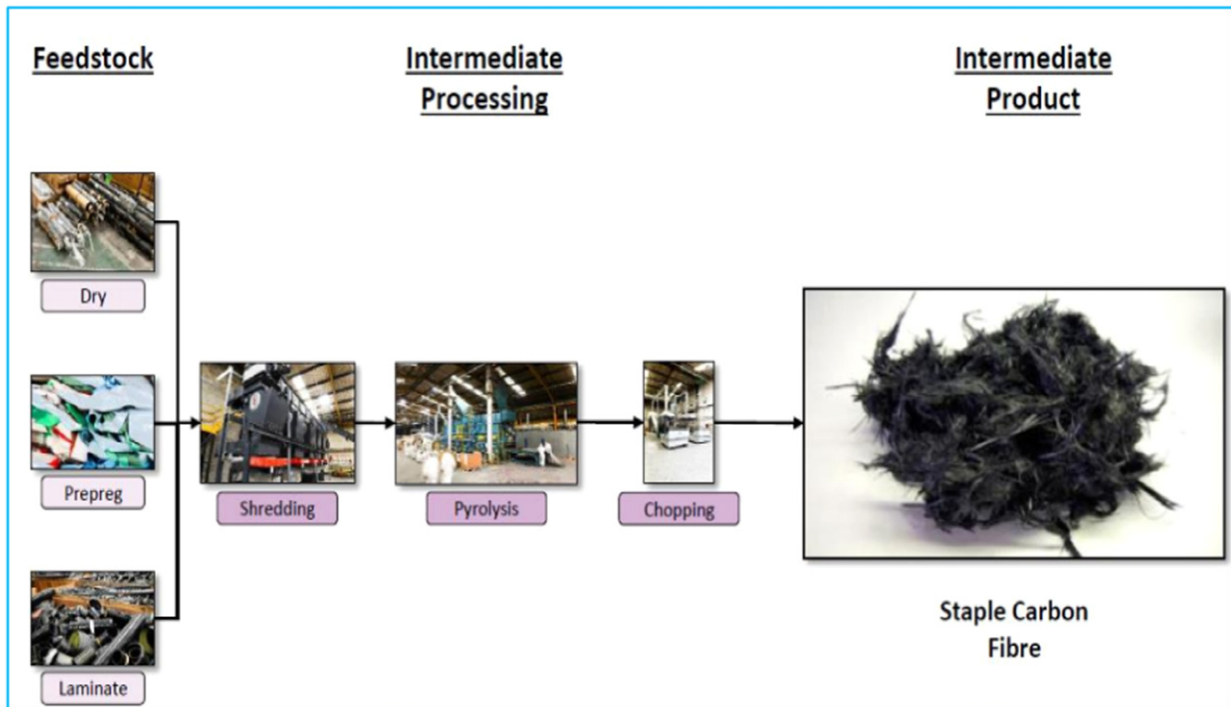 Feedstock
Intermediate
Processing
Intermediate
Product
Dry
Prepreg
Laminate
Shredding
Pyrolysis
Chopping
Staple Carbon
Fibre